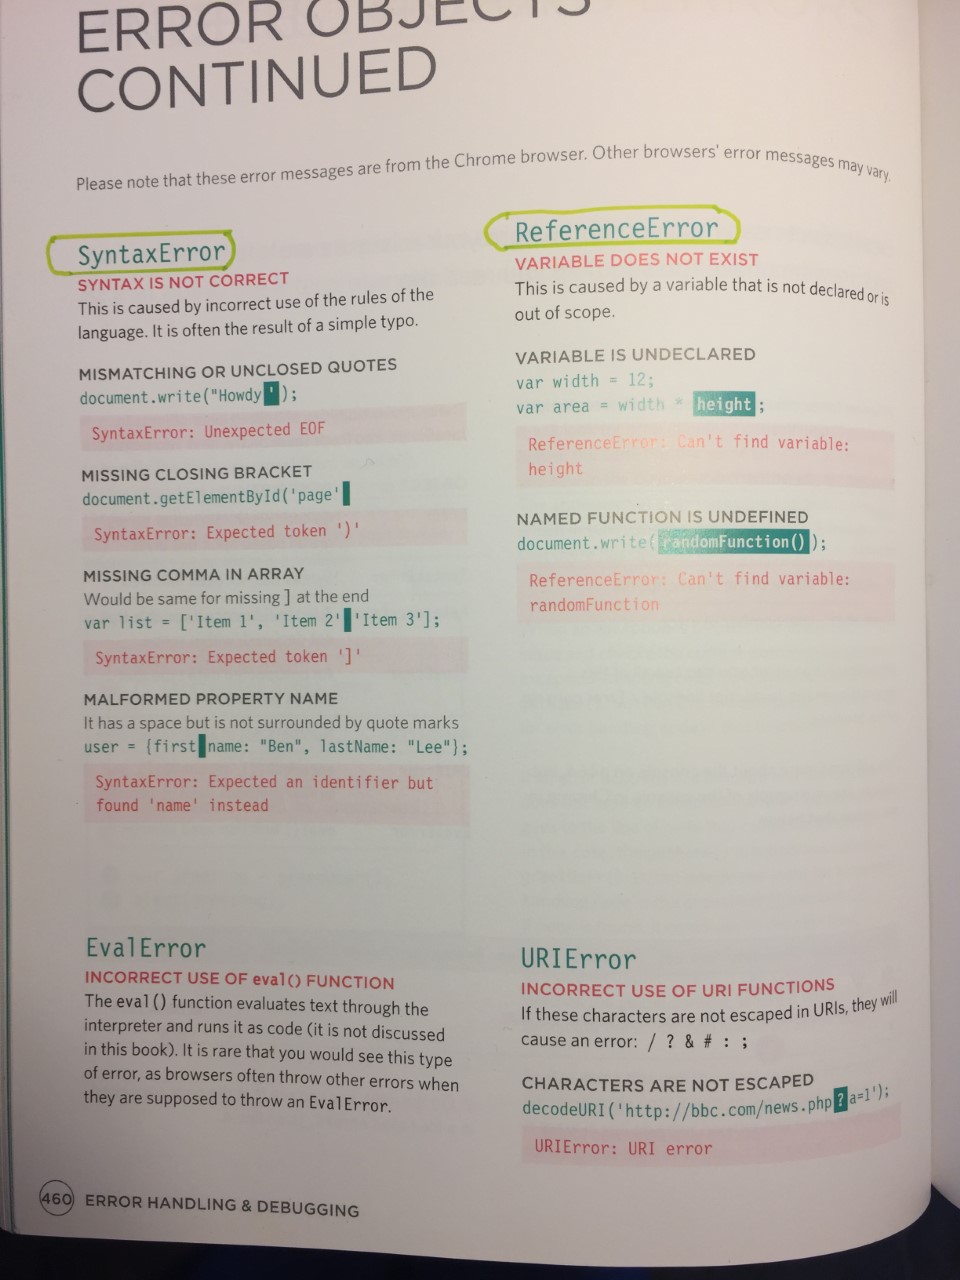 ERROR OBJECTS
CONTINUED
Please note that these error messages are from the Chrome browser. Other browsers' error messages may vary.
SyntaxError
SYNTAX IS NOT CORRECT
This is caused by incorrect use of the rules of the
language. It is often the result of a simple typo.
MISMATCHING OR UNCLOSED QUOTES
document.write("Howdy');
SyntaxError: Unexpected EOF
MISSING CLOSING BRACKET
document.getElementById('page'
SyntaxError: Expected token ')'
MISSING COMMA IN ARRAY
Would be same for missing ] at the end
var list = ['Item 1', 'Item 2' 'Item 3'];
SyntaxError: Expected token ']'
MALFORMED PROPERTY NAME
It has a space but is not surrounded by quote marks
user = {first name: "Ben", lastName: "Lee"};
SyntaxError: Expected an identifier but
found 'name' instead
ReferenceError
VARIABLE DOES NOT EXIST
This is caused by a variable that is not declared or is
out of scope.
VARIABLE IS UNDECLARED
var width = 12;
var area = width * height;
ReferenceError: Can't find variable:
height
NAMED FUNCTION IS UNDEFINED
document.write(randomFunction());
ReferenceError: Can't find variable:
randomFunction
EvalError
INCORRECT USE OF eval() FUNCTION
The eval() function evaluates text through the
interpreter and runs it as code (it is not discussed
in this book). It is rare that you would see this type
of error, as browsers often throw other errors when
they are supposed to throw an EvalError.
URIError
INCORRECT USE OF URI FUNCTIONS
If these characters are not escaped in URIs, they will
cause an error: / ? & # : ;
CHARACTERS ARE NOT ESCAPED
decodeURI('http://bbc.com/news.php?a=1');
URIError: URI error
460 ERROR HANDLING & DEBUGGING